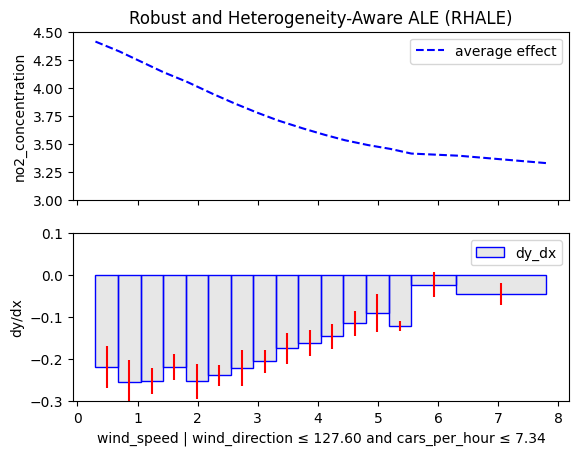 Robust and Heterogeneity-Aware ALE (RHALE)
4.50
4.25
4.00
3.75
3.50
3.25
3.00
no2_concentration
average effect
0.1
0.0
−0.1
−0.2
−0.3
dy/dx
dy_dx
0 1 2 3 4 5 6 7 8
wind_speed | wind_direction ≤ 127.60 and cars_per_hour ≤ 7.34